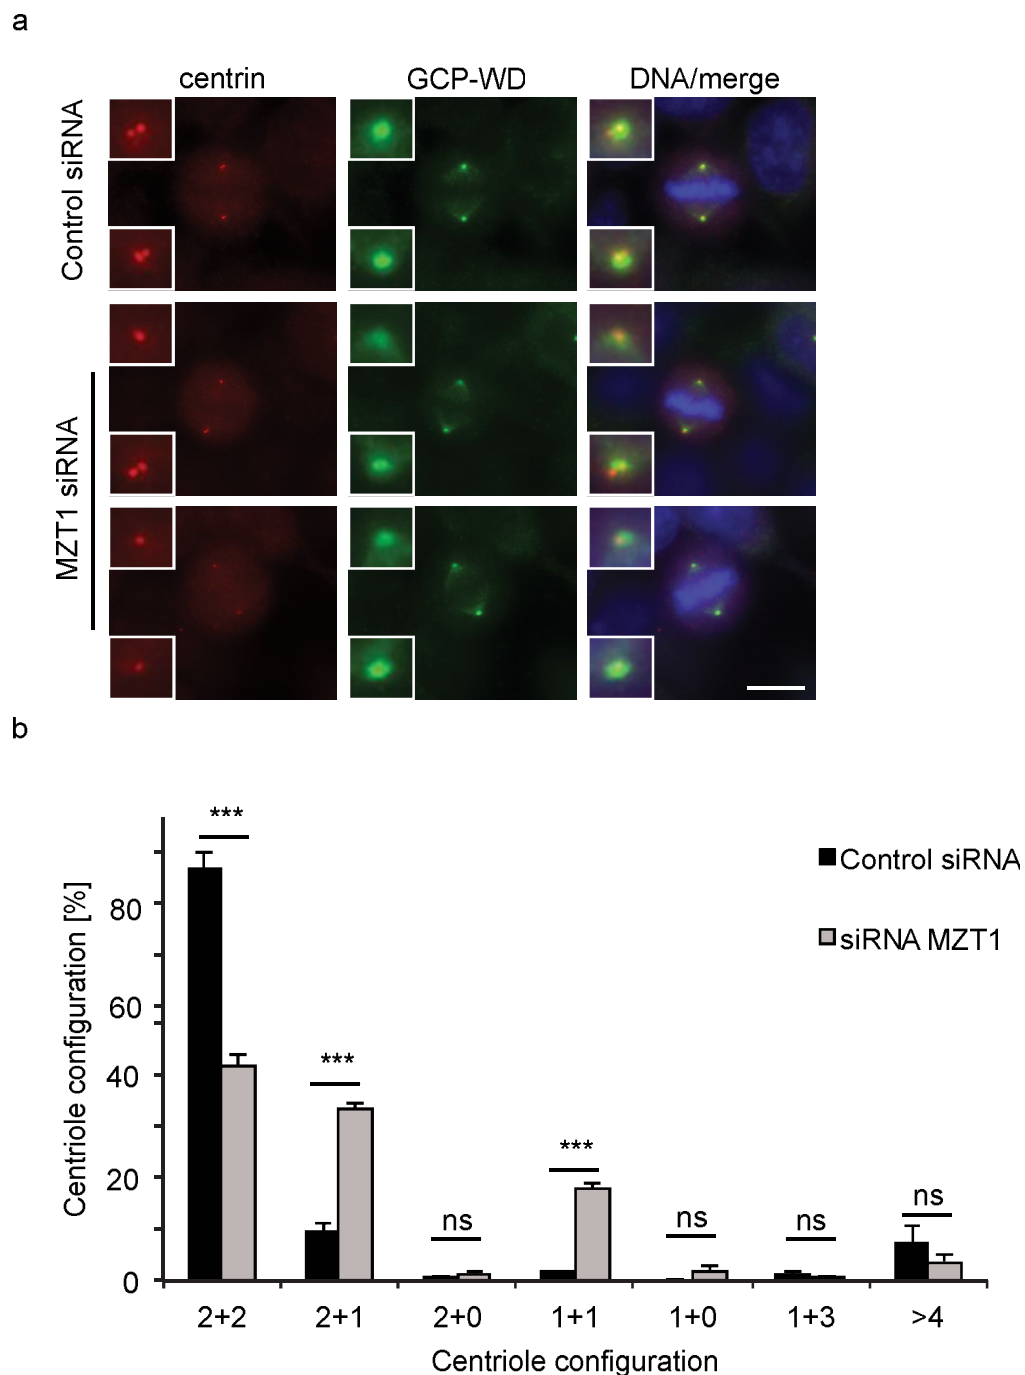 a
centrin GCP-WD DNA/merge
Control siRNA
MZT1 siRNA
b
Centriole configuration [%]
80
60
40
20
0
***
***
ns
***
ns
ns
ns
Control siRNA
siRNA MZT1
2+2 2+1 2+0 1+1 1+0 1+3 >4
Centriole configuration